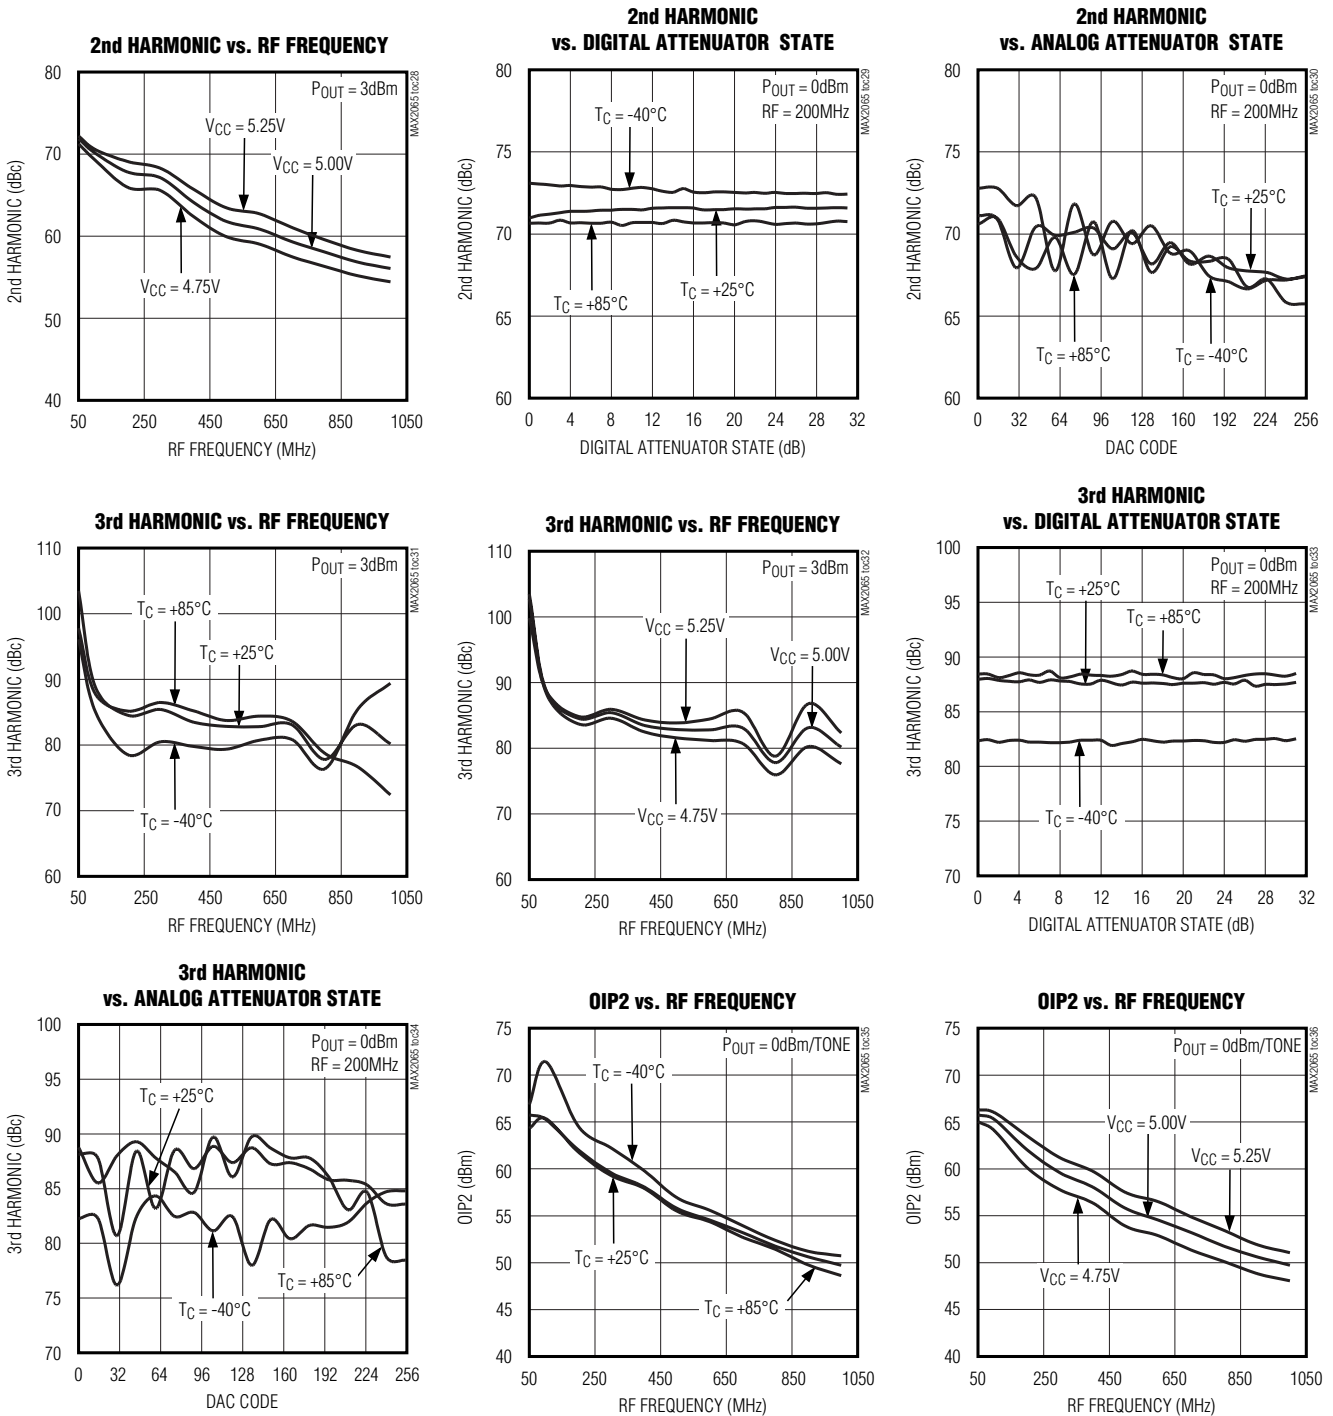 2nd HARMONIC vs. RF FREQUENCY
80
70
60
50
40
2nd HARMONIC (dBc)
POUT = 3dBm
VCC = 5.25V
VCC = 5.00V
VCC = 4.75V
MAX2065 toc28
50 250 450 650 850 1050
RF FREQUENCY (MHz)
2nd HARMONIC
vs. DIGITAL ATTENUATOR STATE
80
75
70
65
60
2nd HARMONIC (dBc)
POUT = 0dBm
RF = 200MHz
TC = -40°C
TC = +85°C
TC = +25°C
MAX2065 toc29
0 4 8 12 16 20 24 28 32
DIGITAL ATTENUATOR STATE (dB)
2nd HARMONIC
vs. ANALOG ATTENUATOR STATE
80
75
70
65
60
2nd HARMONIC (dBc)
POUT = 0dBm
RF = 200MHz
TC = +25°C
TC = +85°C
TC = -40°C
MAX2065 toc30
0 32 64 96 128 160 192 224 256
DAC CODE
3rd HARMONIC vs. RF FREQUENCY
110
100
90
80
70
60
3rd HARMONIC (dBc)
POUT = 3dBm
TC = +85°C
TC = +25°C
TC = -40°C
MAX2065 toc31
50 250 450 650 850 1050
RF FREQUENCY (MHz)
3rd HARMONIC vs. RF FREQUENCY
110
100
90
80
70
60
3rd HARMONIC (dBc)
POUT = 3dBm
VCC = 5.25V
VCC = 5.00V
VCC = 4.75V
MAX2065 toc32
50 250 450 650 850 1050
RF FREQUENCY (MHz)
3rd HARMONIC
vs. DIGITAL ATTENUATOR STATE
100
95
90
85
80
75
70
3rd HARMONIC (dBc)
POUT = 0dBm
RF = 200MHz
TC = +25°C
TC = +85°C
TC = -40°C
MAX2065 toc33
0 4 8 12 16 20 24 28 32
DIGITAL ATTENUATOR STATE (dB)
3rd HARMONIC
vs. ANALOG ATTENUATOR STATE
100
95
90
85
80
75
70
3rd HARMONIC (dBc)
POUT = 0dBm
RF = 200MHz
TC = +25°C
TC = +85°C
TC = -40°C
MAX2065 toc34
0 32 64 96 128 160 192 224 256
DAC CODE
OIP2 vs. RF FREQUENCY
75
70
65
60
55
50
45
40
OIP2 (dBm)
POUT = 0dBm/TONE
TC = -40°C
TC = +25°C
TC = +85°C
MAX2065 toc35
50 250 450 650 850 1050
RF FREQUENCY (MHz)
OIP2 vs. RF FREQUENCY
75
70
65
60
55
50
45
40
OIP2 (dBm)
POUT = 0dBm/TONE
VCC = 5.00V
VCC = 5.25V
VCC = 4.75V
MAX2065 toc36
50 250 450 650 850 1050
RF FREQUENCY (MHz)